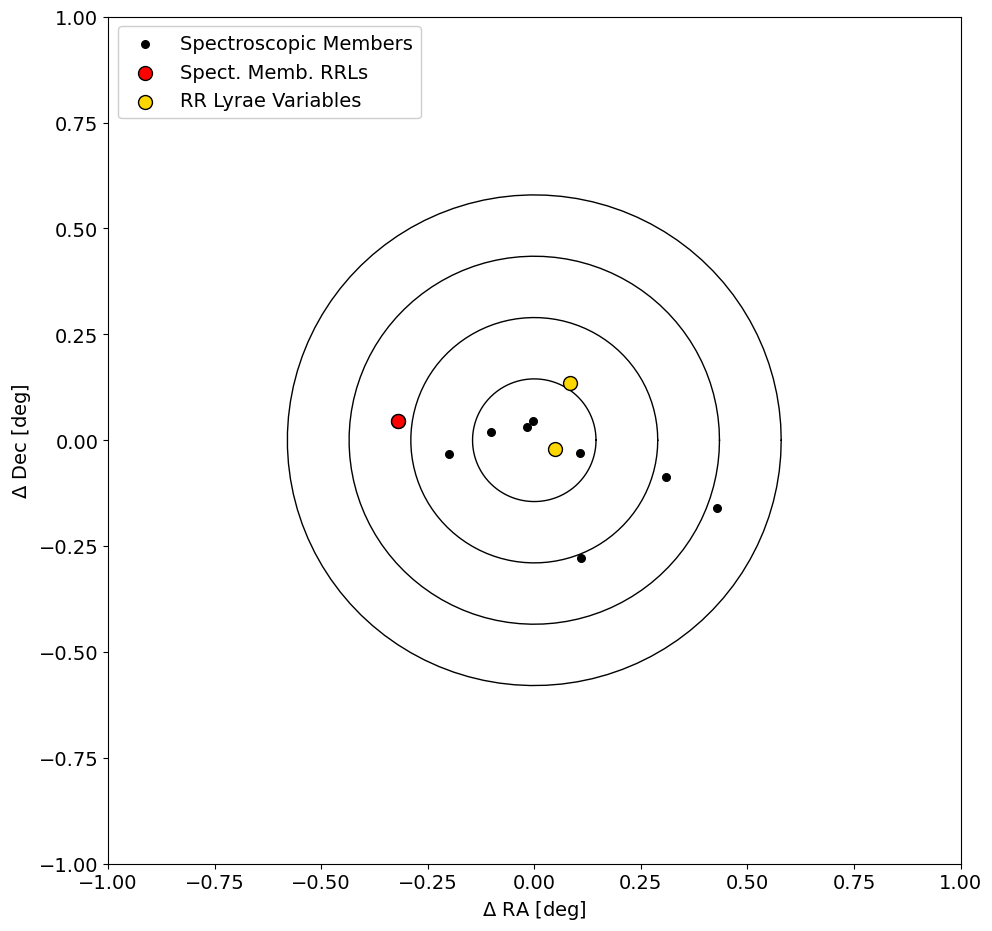 1.00
0.75
0.50
0.25
0.00
−0.25
−0.50
−0.75
−1.00
Δ Dec [deg]
Spectroscopic Members
Spect. Memb. RRLs
RR Lyrae Variables
−1.00 −0.75 −0.50 −0.25 0.00 0.25 0.50 0.75 1.00
Δ RA [deg]